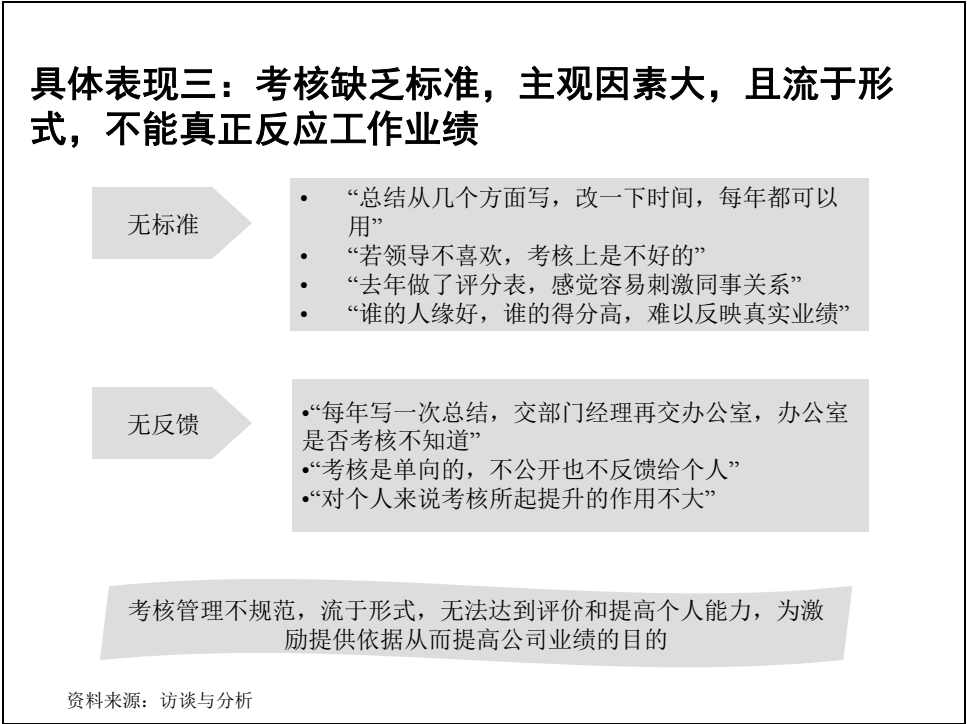 具体表现三：考核缺乏标准，主观因素大，且流于形
式，不能真正反应工作业绩
无标准
• “总结从几个方面写，改一下时间，每年都可以
用”
• “若领导不喜欢，考核上是不好的”
• “去年做了评分表，感觉容易刺激同事关系”
• “谁的人缘好，谁的得分高，难以反映真实业绩”
无反馈
•“每年写一次总结，交部门经理再交办公室，办公室
是否考核不知道”
•“考核是单向的，不公开也不反馈给个人”
•“对个人来说考核所起提升的作用不大”
考核管理不规范，流于形式，无法达到评价和提高个人能力，为激
励提供依据从而提高公司业绩的目的
资料来源：访谈与分析